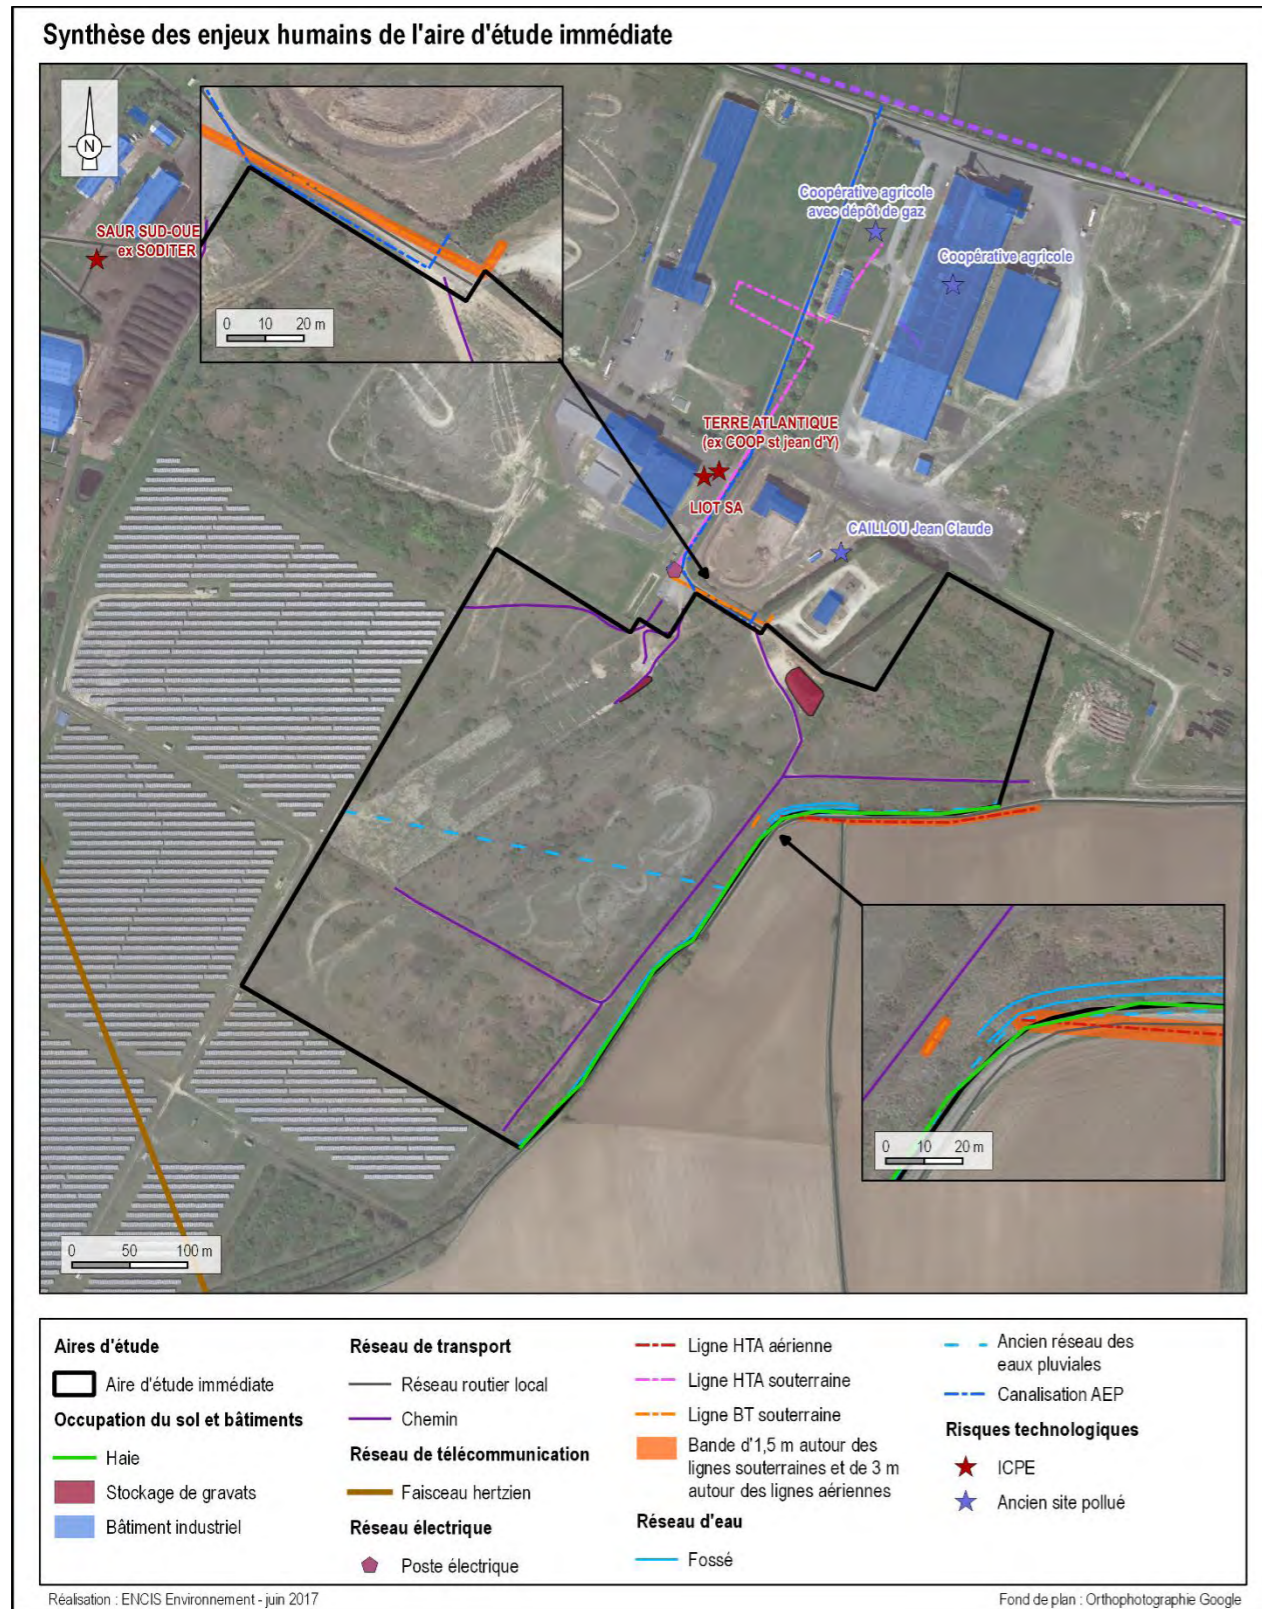 Synthèse des enjeux humains de l'aire d'étude immédiate
N
SAUR SUD-OUE
ex SODITER
0 10 20 m
Coopérative agricole
avec dépôt de gaz
Coopérative agricole
TERRE ATLANTIQUE
(ex COOP st jean d'Y)
LIOT SA
CAILLOU Jean Claude
0 10 20 m
0 50 100 m
Aires d'étude
Aire d'étude immédiate
Occupation du sol et bâtiments
Haie
Stockage de gravats
Bâtiment industriel
Réseau de transport
Réseau routier local
Chemin
Réseau de télécommunication
Faisceau hertzien
Réseau électrique
Poste électrique
Ligne HTA aérienne
Ligne HTA souterraine
Ligne BT souterraine
Bande d'1,5 m autour des
lignes souterraines et de 3 m
autour des lignes aériennes
Réseau d'eau
Fossé
Ancien réseau des
eaux pluviales
Canalisation AEP
Risques technologiques
ICPE
Ancien site pollué
Réalisation : ENCIS Environnement - juin 2017
Fond de plan : Orthophotographie Google